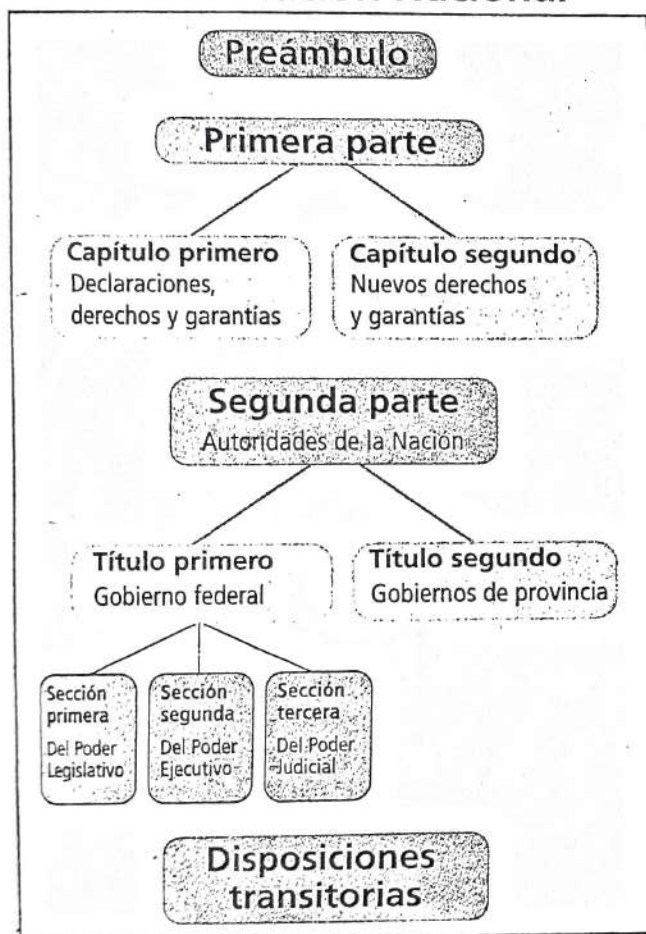 Nacional
Preámbulo
Primera parte
Capítulo primero
Declaraciones,
derechos y garantías
Capítulo segundo
Nuevos derechos
y garantías
Segunda parte
Autoridades de la Nación
Título primero
Gobierno federal
Título segundo
Gobiernos de provincia
Sección
primera
Del Poder
Legislativo
Sección
segunda
Del Poder
Ejecutivo
Sección
tercera
Del Poder
Judicial
Disposiciones
transitorias